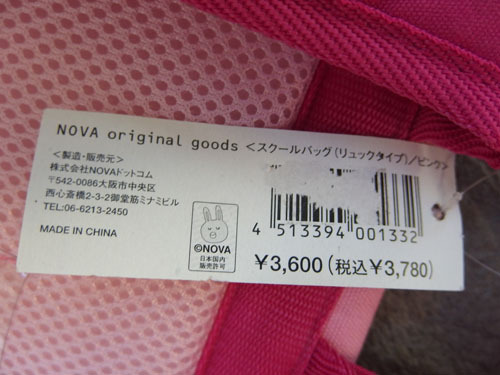 NOVA original goods <スクールバッグ(リュックタイプ)/ピンク>
<製造・販売元>
株式会社NOVAドットコム
〒542-0086大阪市中央区
西心斎橋2-3-2御堂筋ミナミビル
TEL:06-6213-2450
MADE IN CHINA
©NOVA
日本国内
販売許可
4 513394 001332
¥3,600(税込¥3,780)